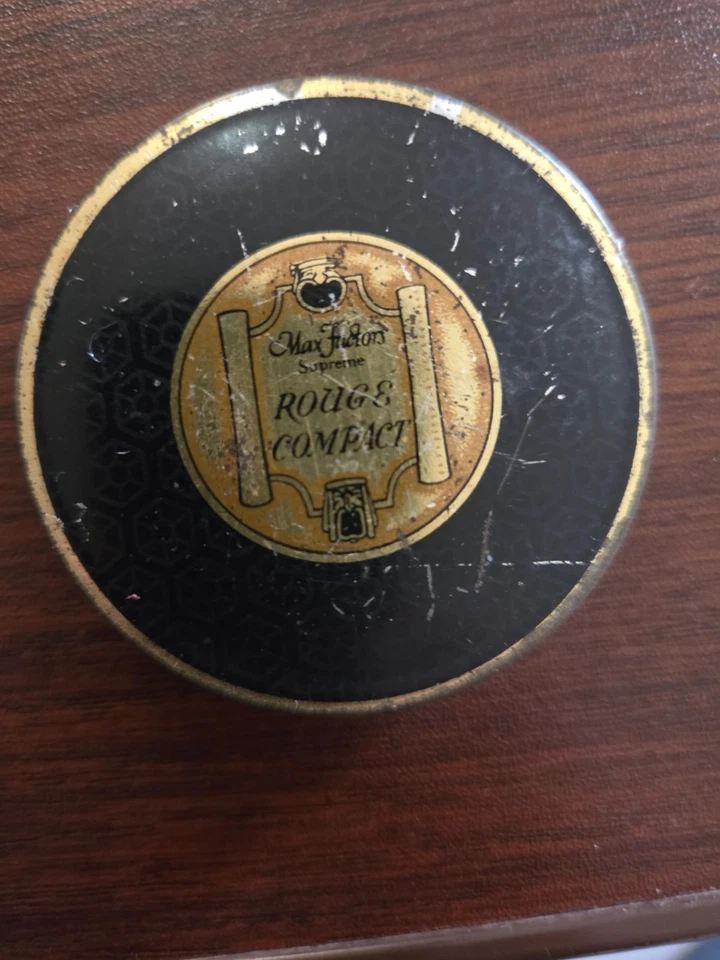 Max Factor's
Supreme
ROUGE
COMPACT